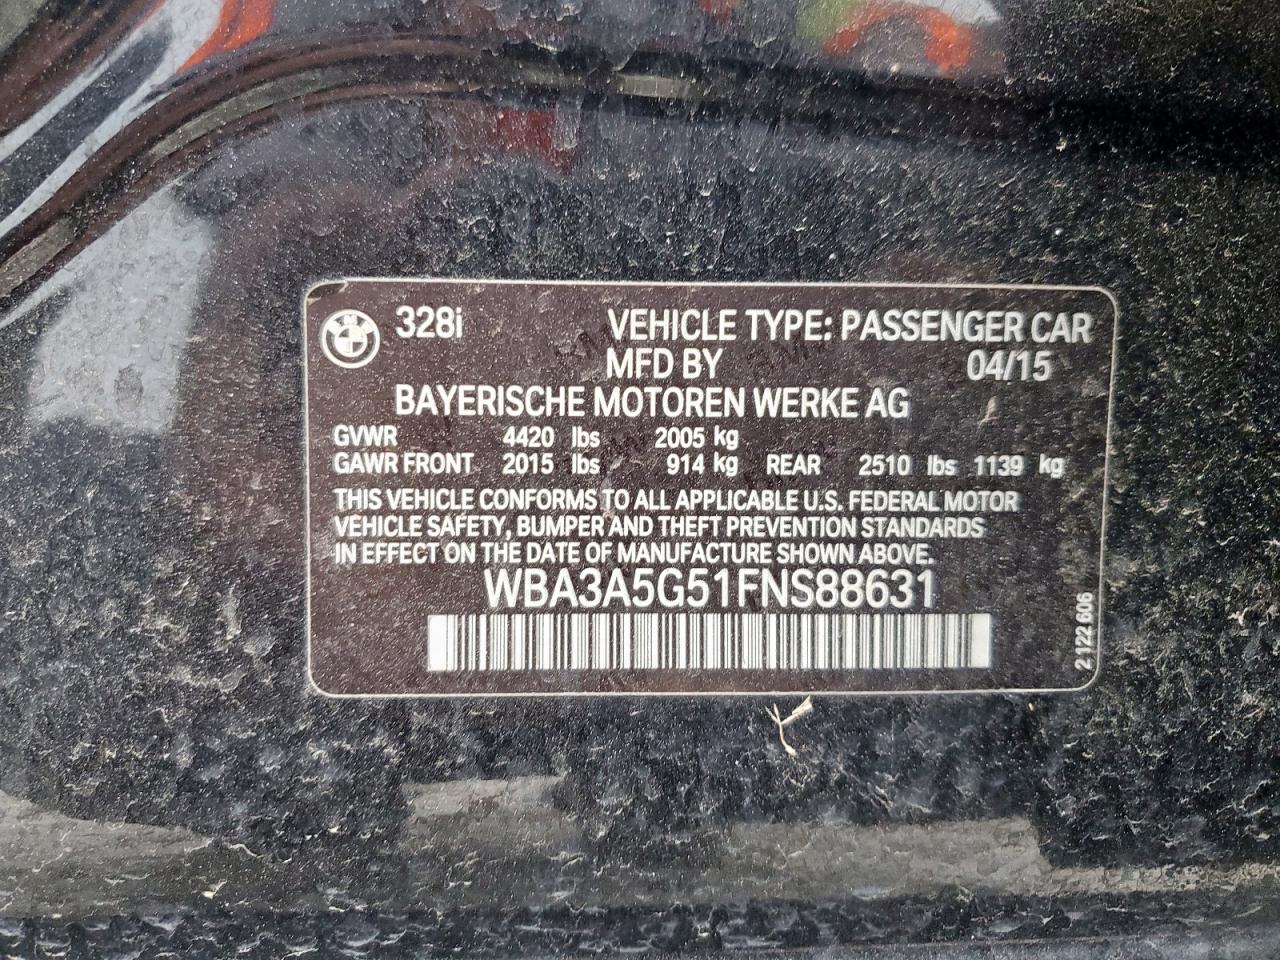 328i VEHICLE TYPE: PASSENGER CAR
MFD BY 04/15
BAYERISCHE MOTOREN WERKE AG
GVWR 4420 lbs 2005 kg
GAWR FRONT 2015 lbs 914 kg REAR 2510 lbs 1139 kg
THIS VEHICLE CONFORMS TO ALL APPLICABLE U.S. FEDERAL MOTOR
VEHICLE SAFETY, BUMPER AND THEFT PREVENTION STANDARDS
IN EFFECT ON THE DATE OF MANUFACTURE SHOWN ABOVE.
WBA3A5G51FNS88631
2 122 606